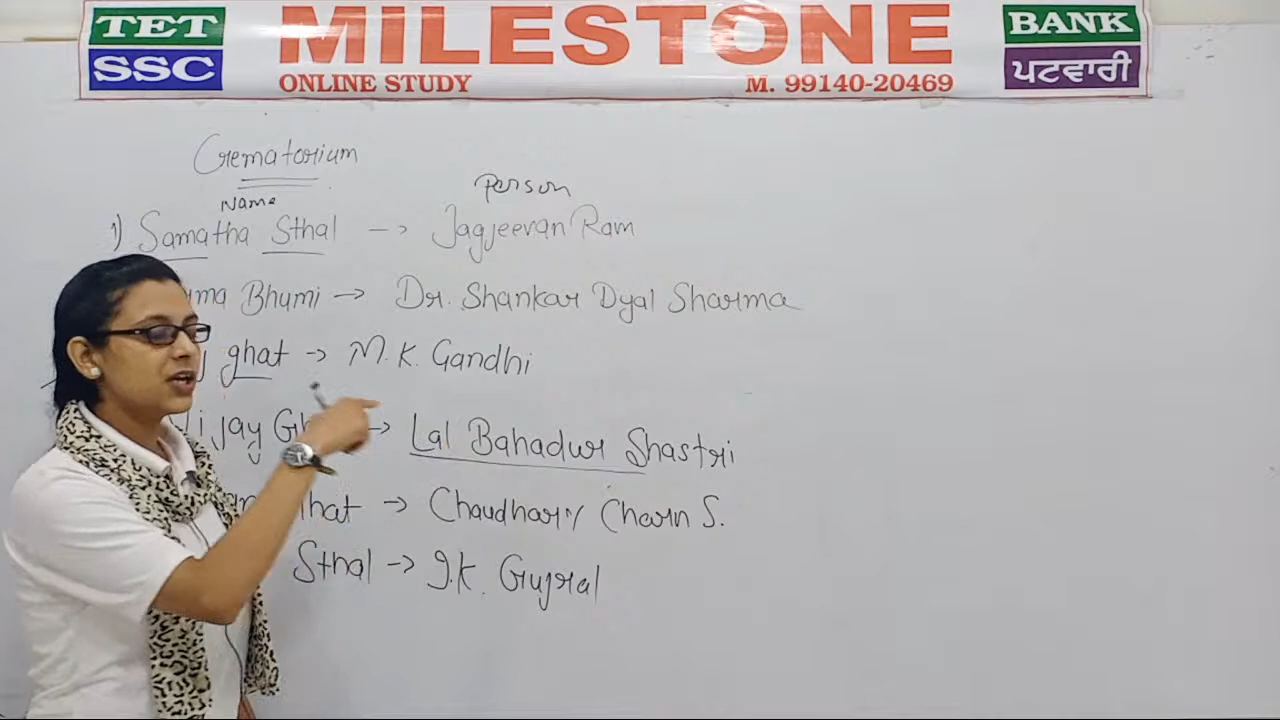 TET
SSC
MILESTONE
ONLINE STUDY M. 99140-20469
BANK
ਪਟਵਾਰੀ
Crematorium
Name Person
1) Samatha Sthal -> Jagjeevan Ram
Bhumi -> Dr. Shankar Dyal Sharma
ghat -> M.K. Gandhi
Vijay -> Lal Bahadur Shastri
-> Chaudhary Charn S.
Sthal -> I.K. Gujral